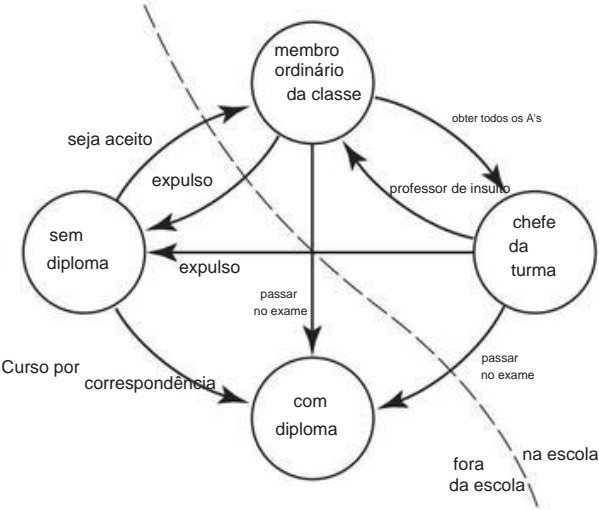 membro
ordinário
da classe
obter todos os A's
seja aceito
expulso
professor de insulto
sem
diploma
chefe
da
turma
expulso
passar
no exame
passar
no exame
Curso por
correspondência
com
diploma
na escola
fora
da escola